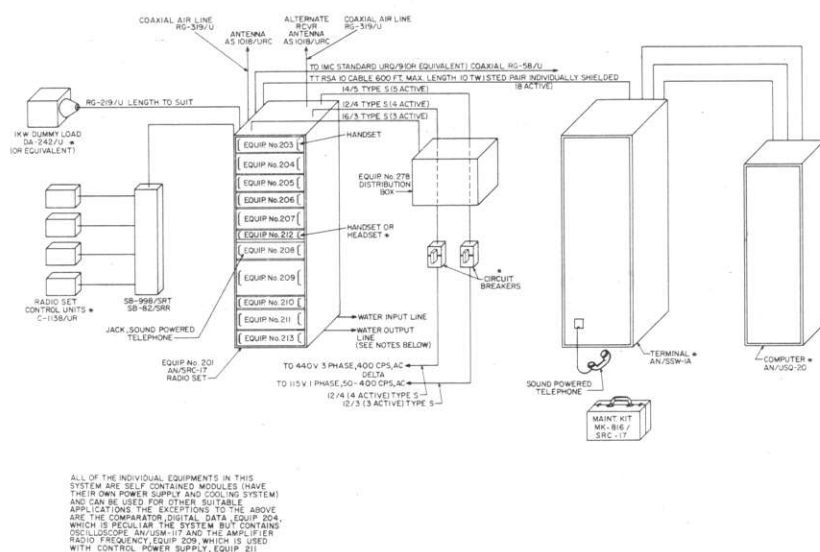 COAXIAL AIR LINE
RG-319/U
ANTENNA
AS 1018/URC
ALTERNATE
RCVR
ANTENNA
AS 1018/URC
COAXIAL AIR LINE
RG-319/U
TO IMC STANDARD URQ/9 (OR EQUIVALENT) COAXIAL RG-58/U
TT RSA 10 CABLE 600 FT. MAX. LENGTH 10 TWISTED PAIR INDIVIDUALLY SHIELDED
(8 ACTIVE)
14/5 TYPE S (5 ACTIVE)
12/4 TYPE S (4 ACTIVE)
16/3 TYPE S (3 ACTIVE)
RG-219/U LENGTH TO SUIT
1KW DUMMY LOAD
DA-242/U *
(OR EQUIVALENT)
EQUIP No. 203
HANDSET
EQUIP No. 204
EQUIP No. 205
EQUIP No. 206
EQUIP No. 207
EQUIP No. 212
HANDSET OR
HEADSET *
EQUIP No. 208
EQUIP No. 209
EQUIP No. 210
EQUIP No. 211
EQUIP No. 213
EQUIP No. 278
DISTRIBUTION
BOX
*
CIRCUIT
BREAKERS
RADIO SET
CONTROL UNITS *
C-1138/UR
SB-998/SRT
SB-82/SRR
JACK, SOUND POWERED
TELEPHONE
EQUIP No. 201
AN/SRC-17
RADIO SET
WATER INPUT LINE
WATER OUTPUT
LINE
(SEE NOTES BELOW)
TO 440V 3 PHASE, 400 CPS, AC
DELTA
TO 115V 1 PHASE, 50-400 CPS, AC
12/4 (4 ACTIVE) TYPE S
12/3 (3 ACTIVE) TYPE S
TERMINAL *
AN/SSW-1A
SOUND POWERED
TELEPHONE
MAINT. KIT
MK-816/
SRC-17
COMPUTER *
AN/USQ-20
ALL OF THE INDIVIDUAL EQUIPMENTS IN THIS
SYSTEM ARE SELF CONTAINED MODULES (HAVE
THEIR OWN POWER SUPPLY AND COOLING SYSTEM)
AND CAN BE USED FOR OTHER SUITABLE
APPLICATIONS. THE EXCEPTIONS TO THE ABOVE
ARE THE COMPARATOR, DIGITAL DATA, EQUIP 204,
WHICH IS PECULIAR THE SYSTEM BUT CONTAINS
OSCILLOSCOPE AN/USM-117 AND THE AMPLIFIER
RADIO FREQUENCY, EQUIP 209, WHICH IS USED
WITH CONTROL POWER SUPPLY, EQUIP 211